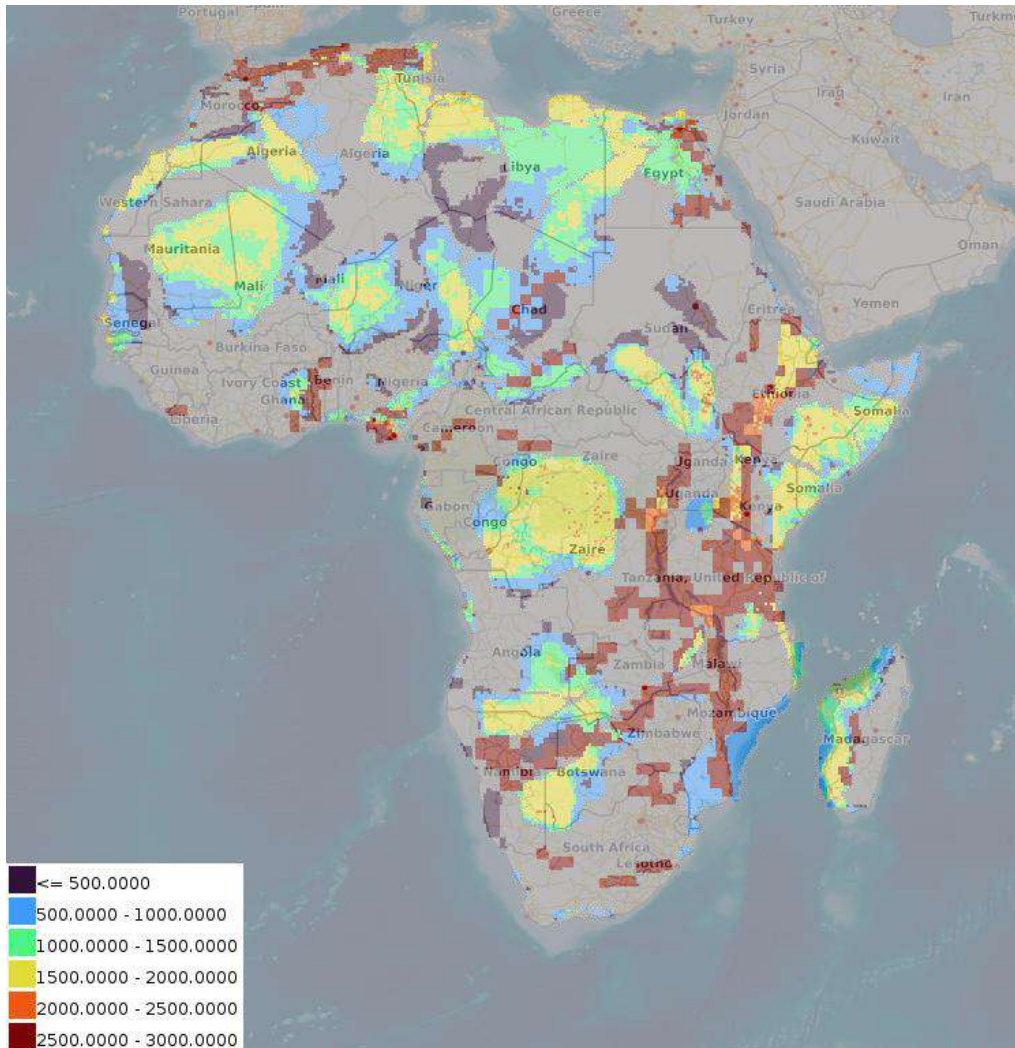 Portugal
Spain
Greece
Turkey
Turkm
Syria
Iraq
Iran
Tunisia
Jordan
Morocco
Kuwait
Algeria
Algeria
Libya
Egypt
Western Sahara
Saudi Arabia
Mauritania
Oman
Mali
Mali
Niger
Yemen
Chad
Eritrea
Senegal
Sudan
Burkina Faso
Guinea
Ivory Coast
Benin
Nigeria
Ethiopia
Ghana
Somalia
Liberia
Central African Republic
Cameroon
Zaire
Congo
Uganda
Kenya
Somalia
Uganda
Gabon
Kenya
Congo
Zaire
Tanzania, United Republic of
Angola
Zambia
Malawi
Mozambique
Zimbabwe
Madagascar
Namibia
Botswana
South Africa
Lesotho
<= 500.0000
500.0000 - 1000.0000
1000.0000 - 1500.0000
1500.0000 - 2000.0000
2000.0000 - 2500.0000
2500.0000 - 3000.0000